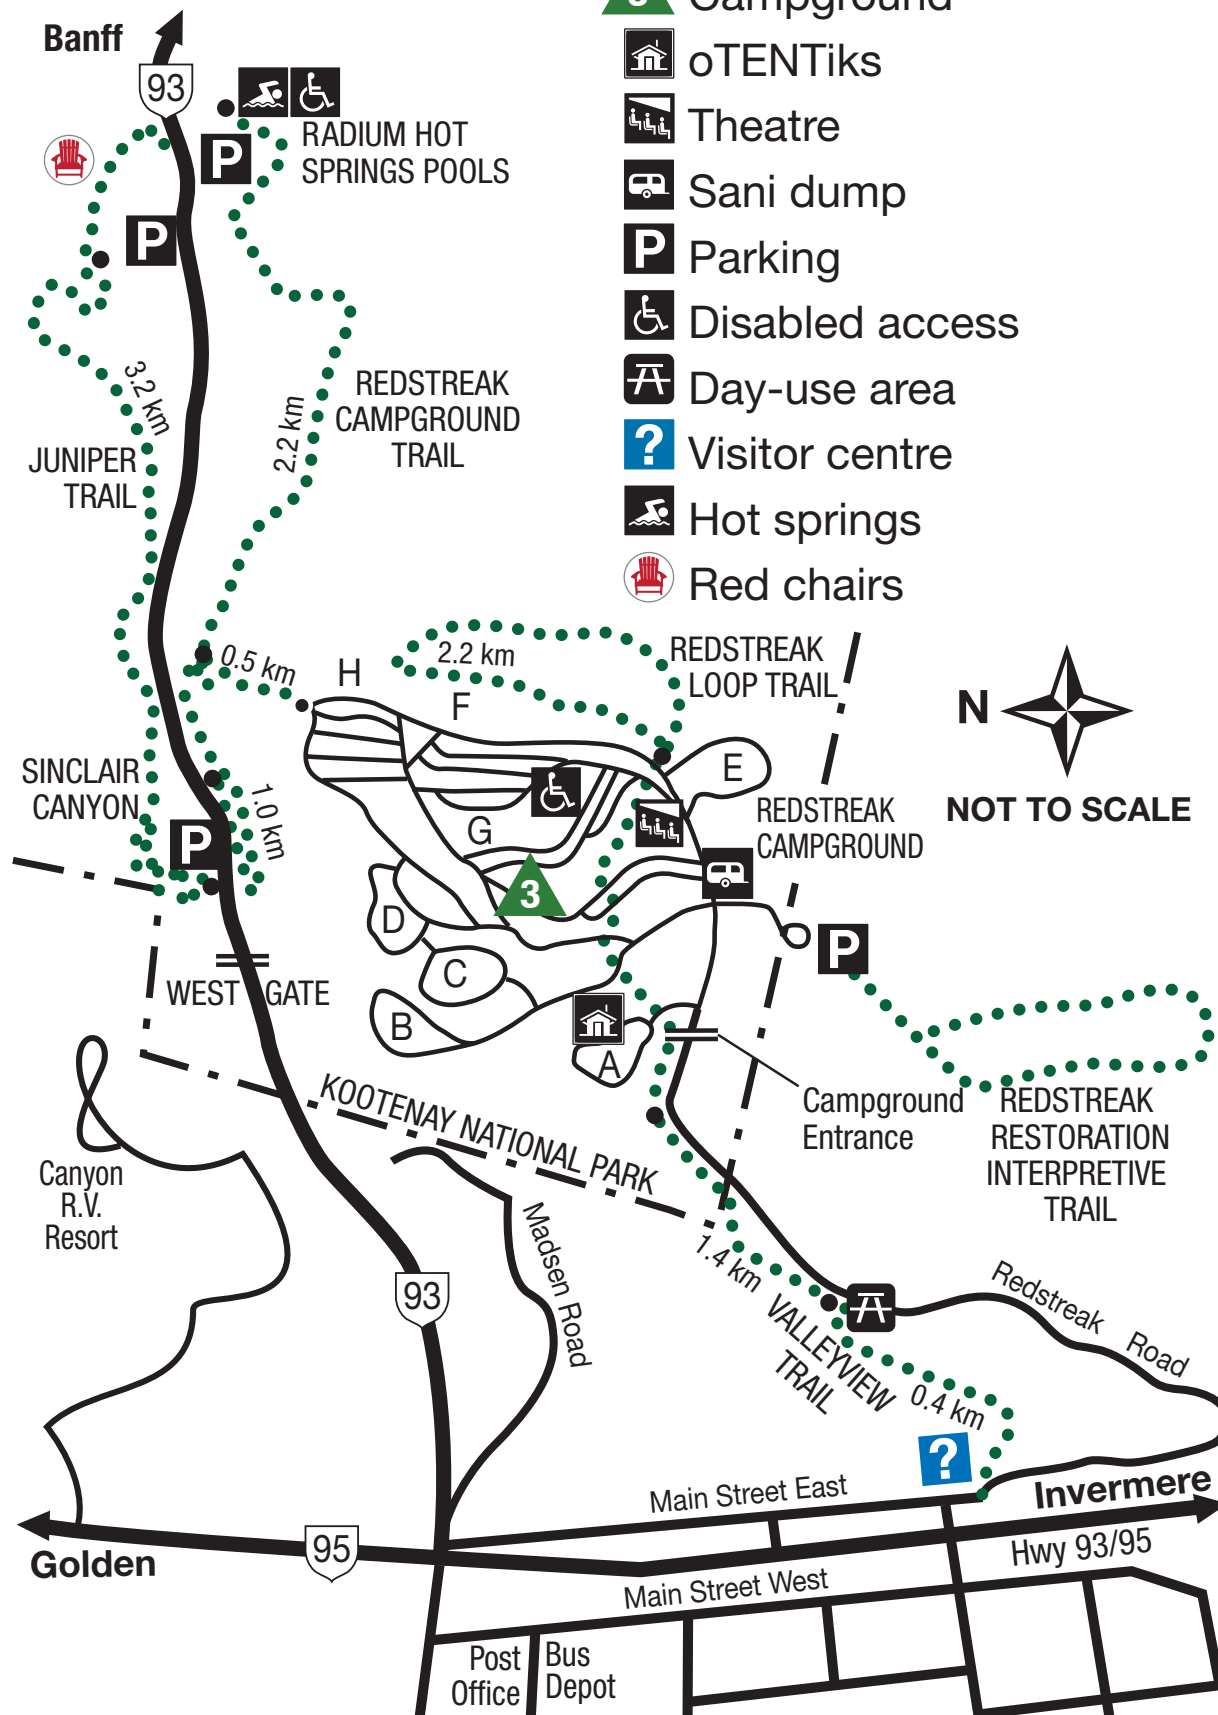 3 Campground
oTENTiks
Theatre
Sani dump
P Parking
Disabled access
Day-use area
? Visitor centre
Hot springs
Red chairs
Banff
93
RADIUM HOT
SPRINGS POOLS
P
P
3.2 km
2.2 km
REDSTREAK
CAMPGROUND
TRAIL
JUNIPER
TRAIL
0.5 km
H
F
2.2 km
REDSTREAK
LOOP TRAIL
N
NOT TO SCALE
SINCLAIR
CANYON
P
1.0 km
E
G
REDSTREAK
CAMPGROUND
3
D
C
B
A
P
WEST GATE
KOOTENAY NATIONAL PARK
Campground
Entrance
REDSTREAK
RESTORATION
INTERPRETIVE
TRAIL
Canyon
R.V.
Resort
93
Madsen Road
1.4 km
VALLEYVIEW
TRAIL
0.4 km
Redstreak Road
?
Main Street East
Invermere
Golden
95
Hwy 93/95
Main Street West
Post
Office
Bus
Depot